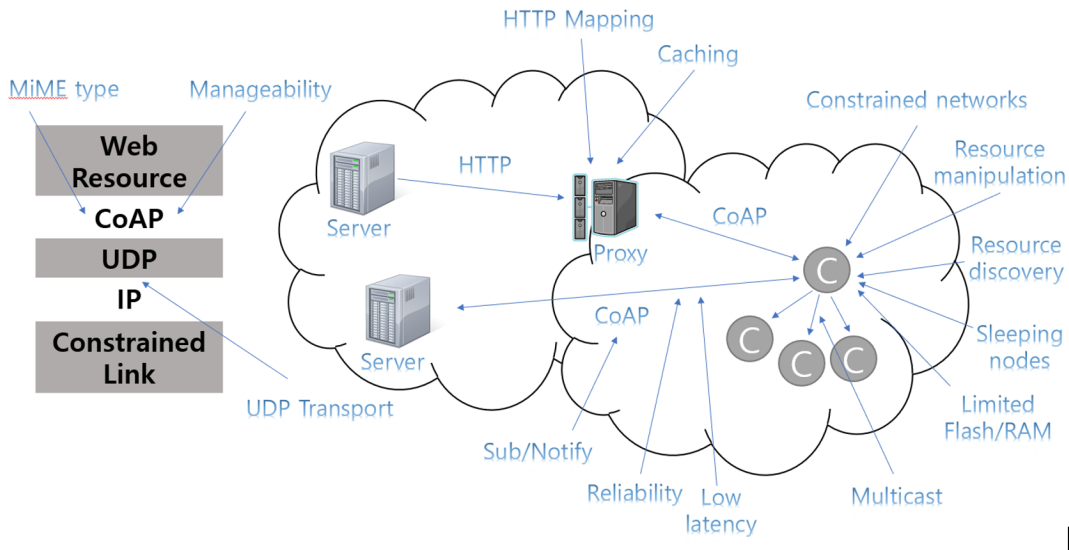 HTTP Mapping
Caching
MiME type
Manageability
Constrained networks
Web
Resource
CoAP
UDP
IP
Constrained
Link
UDP Transport
Server
HTTP
Proxy
CoAP
Server
CoAP
C
C
C
C
Resource
manipulation
Resource
discovery
Sleeping
nodes
Limited
Flash/RAM
Sub/Notify
Reliability
Low
latency
Multicast